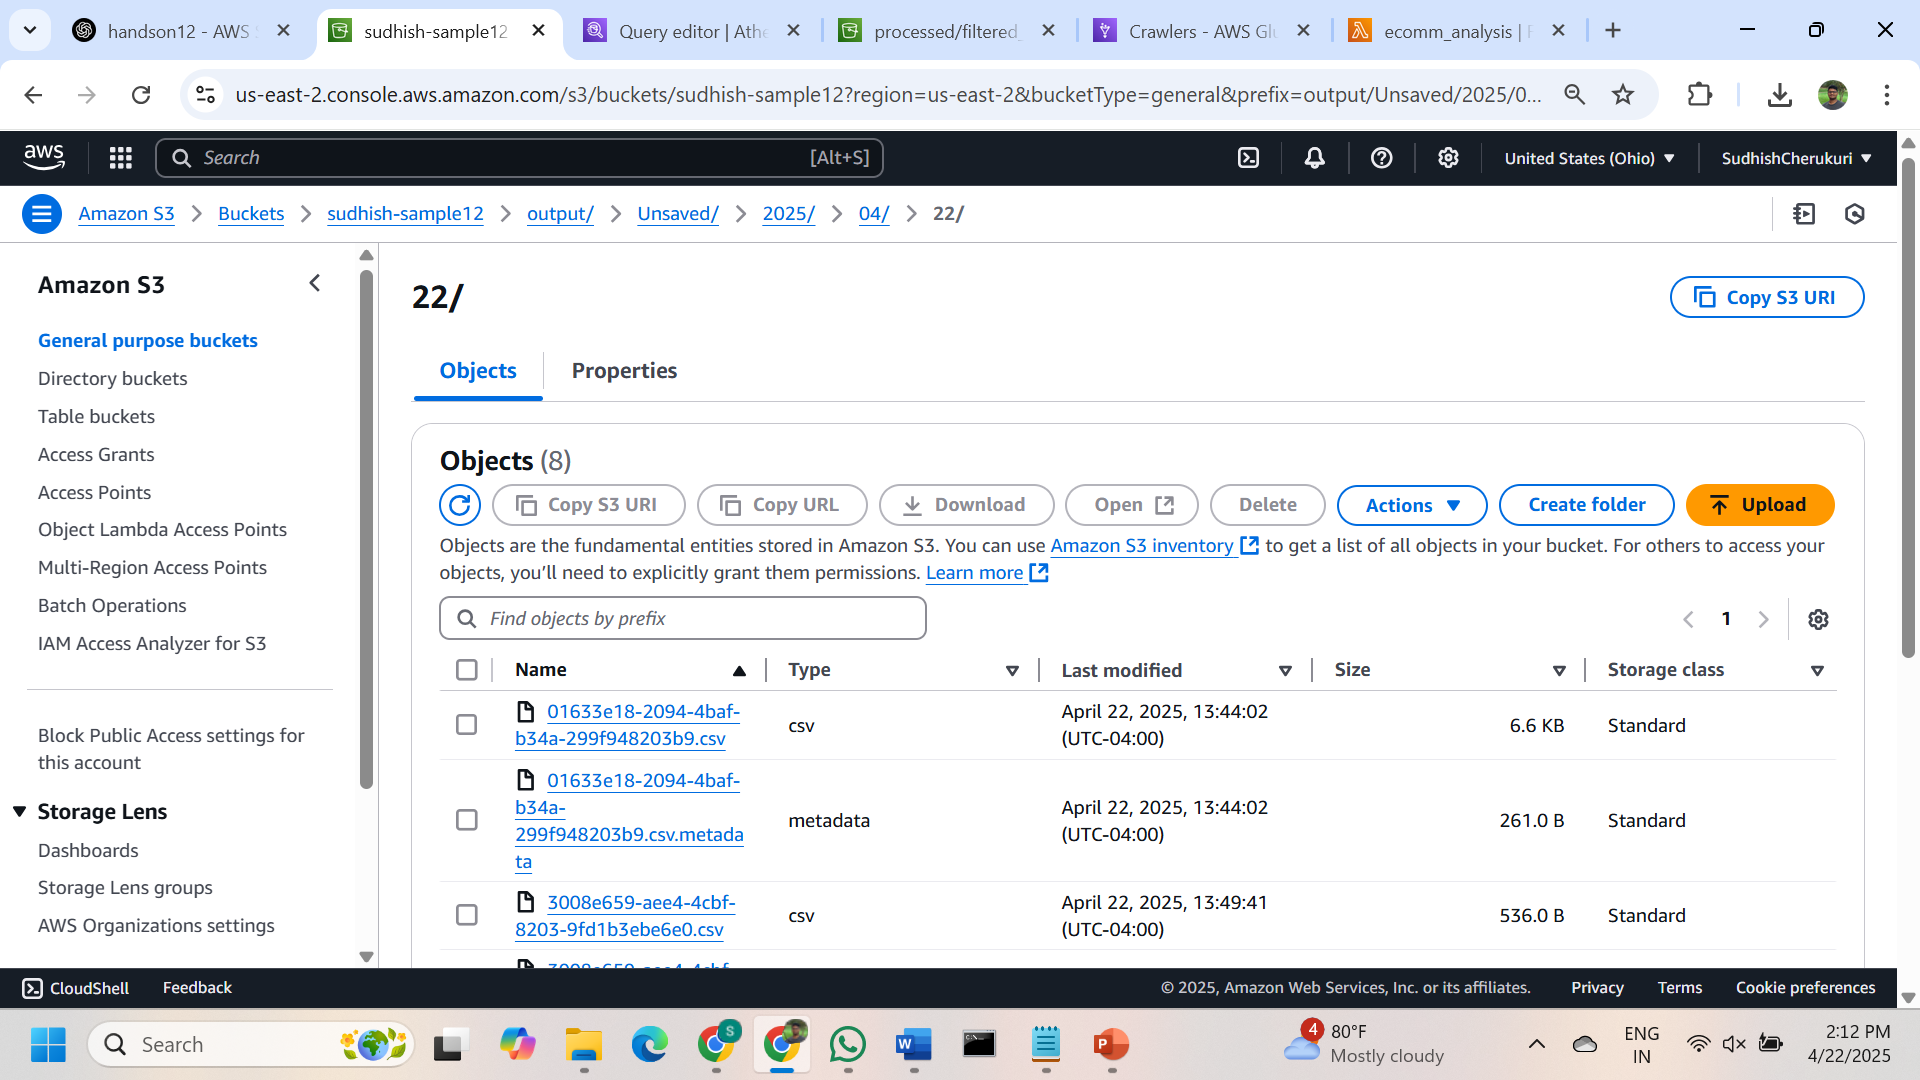 handson12 - AWS S
sudhish-sample12
Query editor | Athe
processed/filtered_
Crawlers - AWS Glu
ecomm_analysis | F
us-east-2.console.aws.amazon.com/s3/buckets/sudhish-sample12?region=us-east-2&bucketType=general&prefix=output/Unsaved/2025/0...
aws
Search
[Alt+S]
United States (Ohio)
SudhishCherukuri
Amazon S3
Buckets
sudhish-sample12
output/
Unsaved/
2025/
04/
22/
Amazon S3
General purpose buckets
Directory buckets
Table buckets
Access Grants
Access Points
Object Lambda Access Points
Multi-Region Access Points
Batch Operations
IAM Access Analyzer for S3
Block Public Access settings for
this account
Storage Lens
Dashboards
Storage Lens groups
AWS Organizations settings
22/
Copy S3 URI
Objects
Properties
Objects (8)
Copy S3 URI
Copy URL
Download
Open
Delete
Actions
Create folder
Upload
Objects are the fundamental entities stored in Amazon S3. You can use Amazon S3 inventory to get a list of all objects in your bucket. For others to access your
objects, you’ll need to explicitly grant them permissions. Learn more
Find objects by prefix
1
Name
Type
Last modified
Size
Storage class
01633e18-2094-4baf-
b34a-299f948203b9.csv
csv
April 22, 2025, 13:44:02
(UTC-04:00)
6.6 KB
Standard
01633e18-2094-4baf-
b34a-
299f948203b9.csv.metada
ta
metadata
April 22, 2025, 13:44:02
(UTC-04:00)
261.0 B
Standard
3008e659-aee4-4cbf-
8203-9fd1b3ebe6e0.csv
csv
April 22, 2025, 13:49:41
(UTC-04:00)
536.0 B
Standard
3008e659-aee4-4cbf-
CloudShell
Feedback
© 2025, Amazon Web Services, Inc. or its affiliates.
Privacy
Terms
Cookie preferences
Search
S
4
80°F
Mostly cloudy
ENG
IN
2:12 PM
4/22/2025